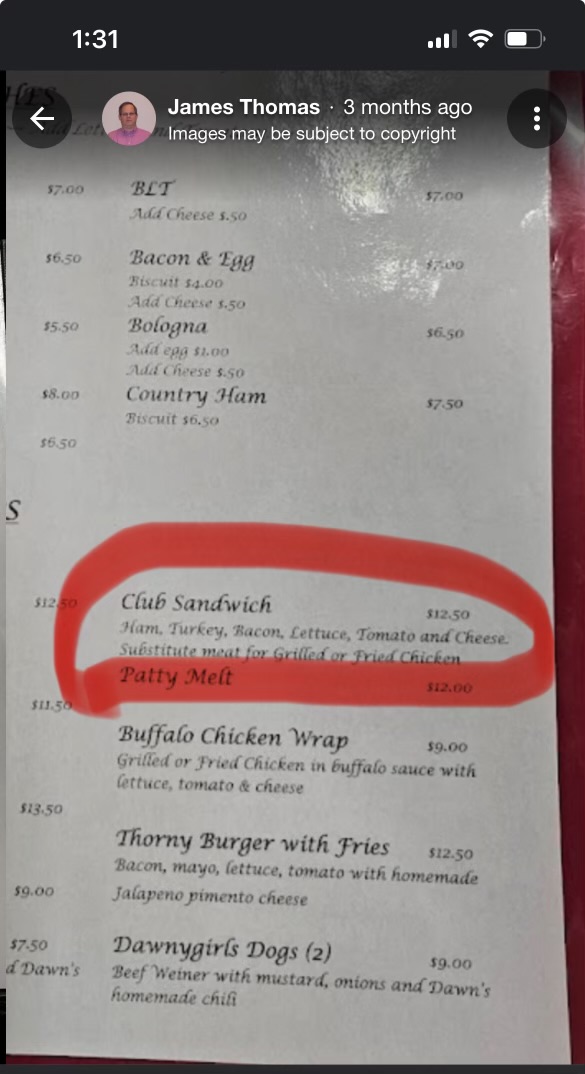 1:31
James Thomas · 3 months ago
Images may be subject to copyright
$7.00 BLT $7.00
Add Cheese $.50
$6.50 Bacon & Egg $7.00
Biscuit $4.00
Add Cheese $.50
$5.50 Bologna $6.50
Add egg $1.00
Add Cheese $.50
$8.00 Country Ham $7.50
Biscuit $6.50
$6.50
S
$12.50 Club Sandwich $12.50
Ham, Turkey, Bacon, Lettuce, Tomato and Cheese.
Substitute meat for Grilled or Fried Chicken
Patty Melt $12.00
$11.50
Buffalo Chicken Wrap $9.00
Grilled or Fried Chicken in buffalo sauce with
lettuce, tomato & cheese
$13.50
Thorny Burger with Fries $12.50
Bacon, mayo, lettuce, tomato with homemade
$9.00 Jalapeno pimento cheese
$7.50 Dawnygirls Dogs (2) $9.00
d Dawn's Beef Weiner with mustard, onions and Dawn's
homemade chili